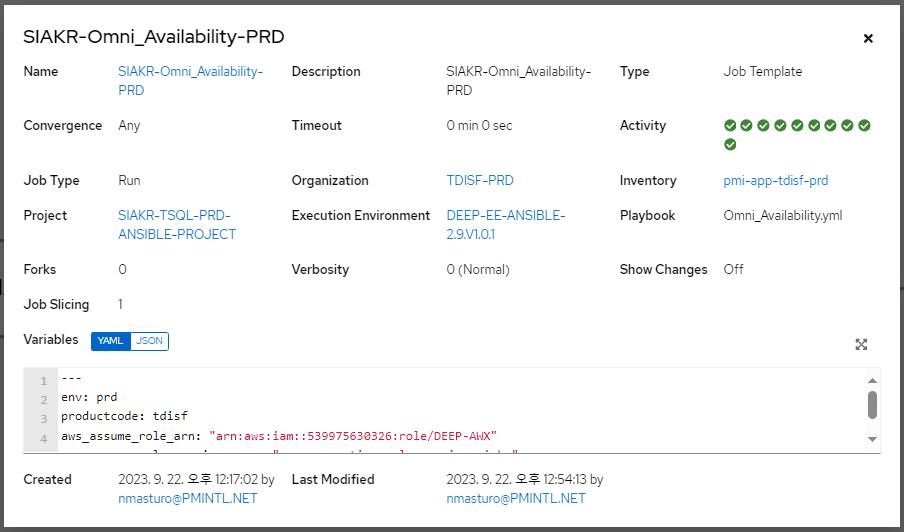 SIAKR-Omni_Availability-PRD
Name SIAKR-Omni_Availability- Description SIAKR-Omni_Availability- Type Job Template
PRD PRD
Convergence Any Timeout 0 min 0 sec Activity
Job Type Run Organization TDISF-PRD Inventory pmi-app-tdisf-prd
Project SIAKR-TSQL-PRD- Execution Environment DEEP-EE-ANSIBLE- Playbook Omni_Availability.yml
ANSIBLE-PROJECT 2.9.V1.0.1
Forks 0 Verbosity 0 (Normal) Show Changes Off
Job Slicing 1
Variables YAML JSON
1 ---
2 env: prd
3 productcode: tdisf
4 aws_assume_role_arn: "arn:aws:iam::539975630326:role/DEEP-AWX"
Created 2023. 9. 22. 오후 12:17:02 by Last Modified 2023. 9. 22. 오후 12:54:13 by
nmasturo@PMINTL.NET nmasturo@PMINTL.NET